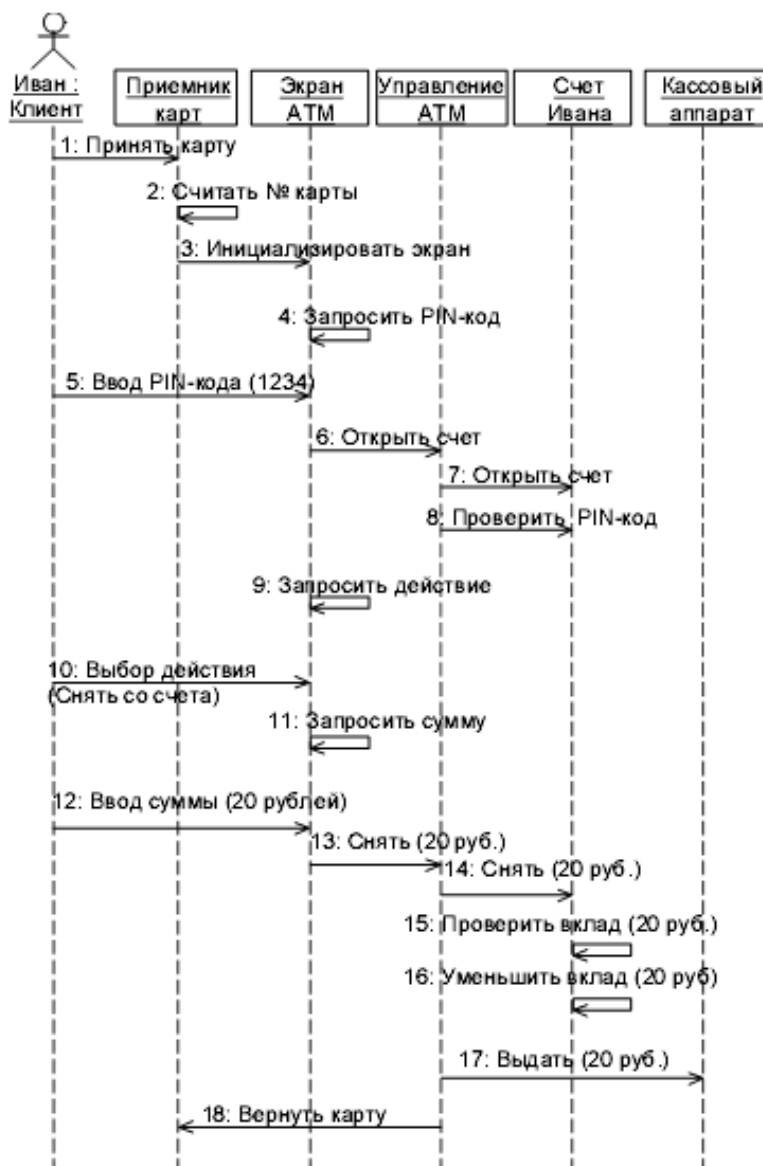 Иван :
Клиент
Приемник
карт
Экран
АТМ
Управление
АТМ
Счет
Ивана
Кассовый
аппарат
1: Принять карту
2: Считать № карты
3: Инициализировать экран
4: Запросить PIN-код
5: Ввод PIN-кода (1234)
6: Открыть счет
7: Открыть счет
8: Проверить PIN-код
9: Запросить действие
10: Выбор действия
(Снять со счета)
11: Запросить сумму
12: Ввод суммы (20 рублей)
13: Снять (20 руб.)
14: Снять (20 руб.)
15: Проверить вклад (20 руб.)
16: Уменьшить вклад (20 руб)
17: Выдать (20 руб.)
18: Вернуть карту